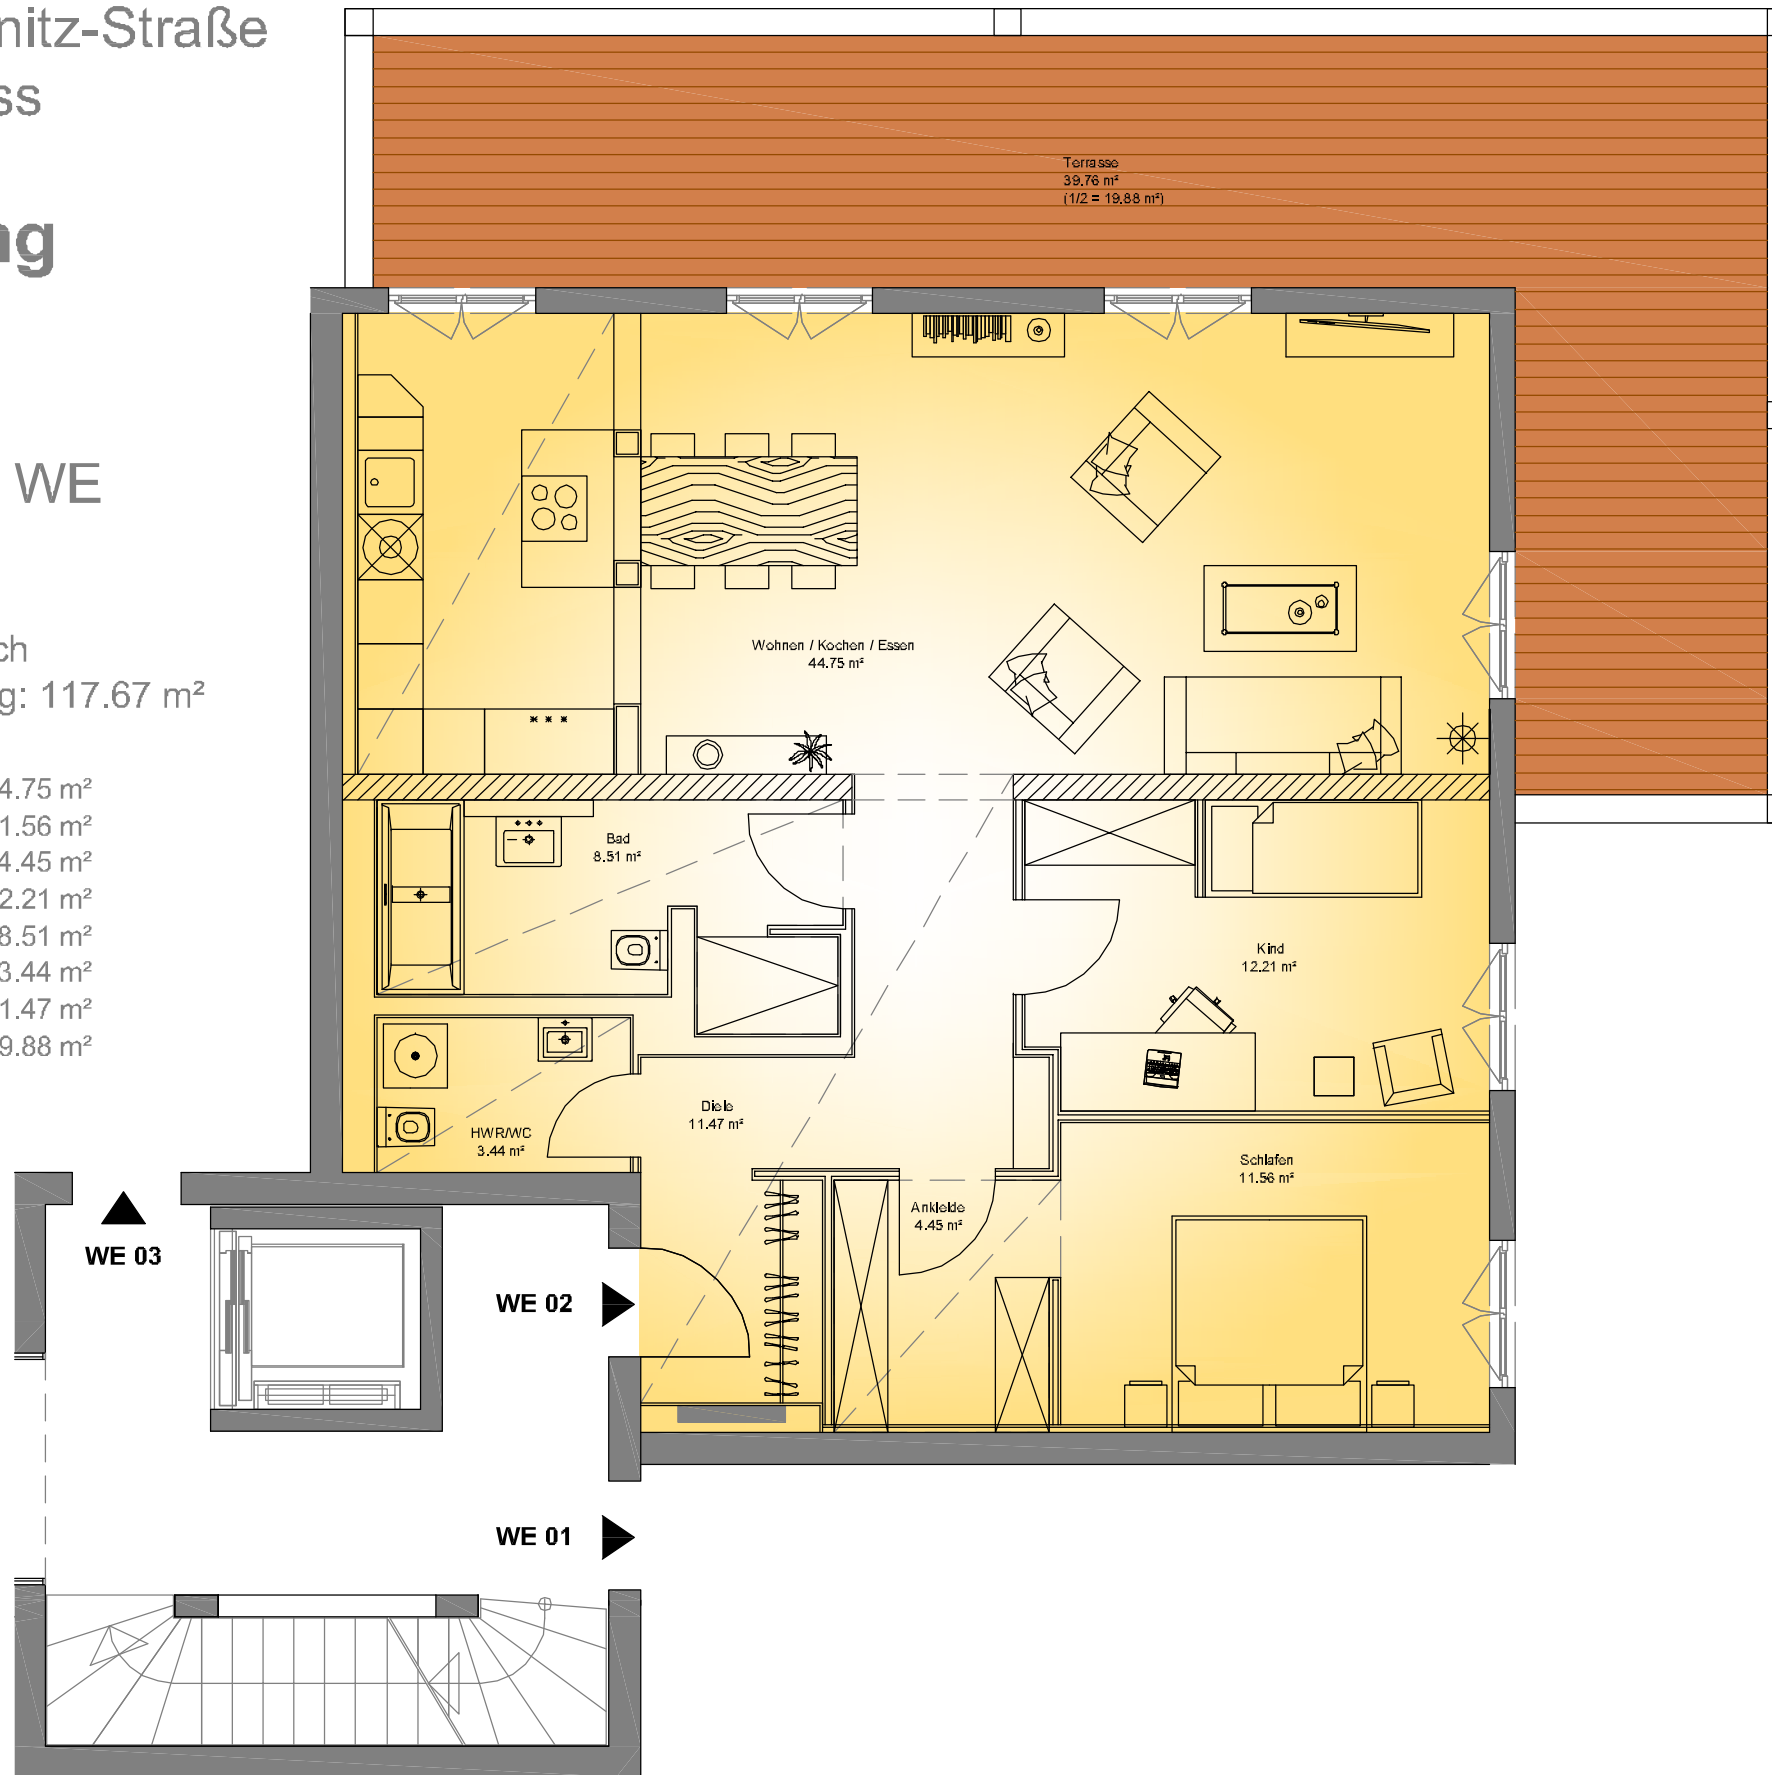 nitz-Straße
ss
ng
WE
ch
g: 117.67 m²
4.75 m²
1.56 m²
4.45 m²
2.21 m²
8.51 m²
3.44 m²
1.47 m²
9.88 m²
Terrasse
39.76 m²
(1/2 = 19.88 m²)
Wohnen / Kochen / Essen
44.75 m²
Bad
8.51 m²
Kind
12.21 m²
Diele
11.47 m²
HWR/WC
3.44 m²
Schlafen
11.56 m²
Ankleide
4.45 m²
WE 03
WE 02
WE 01